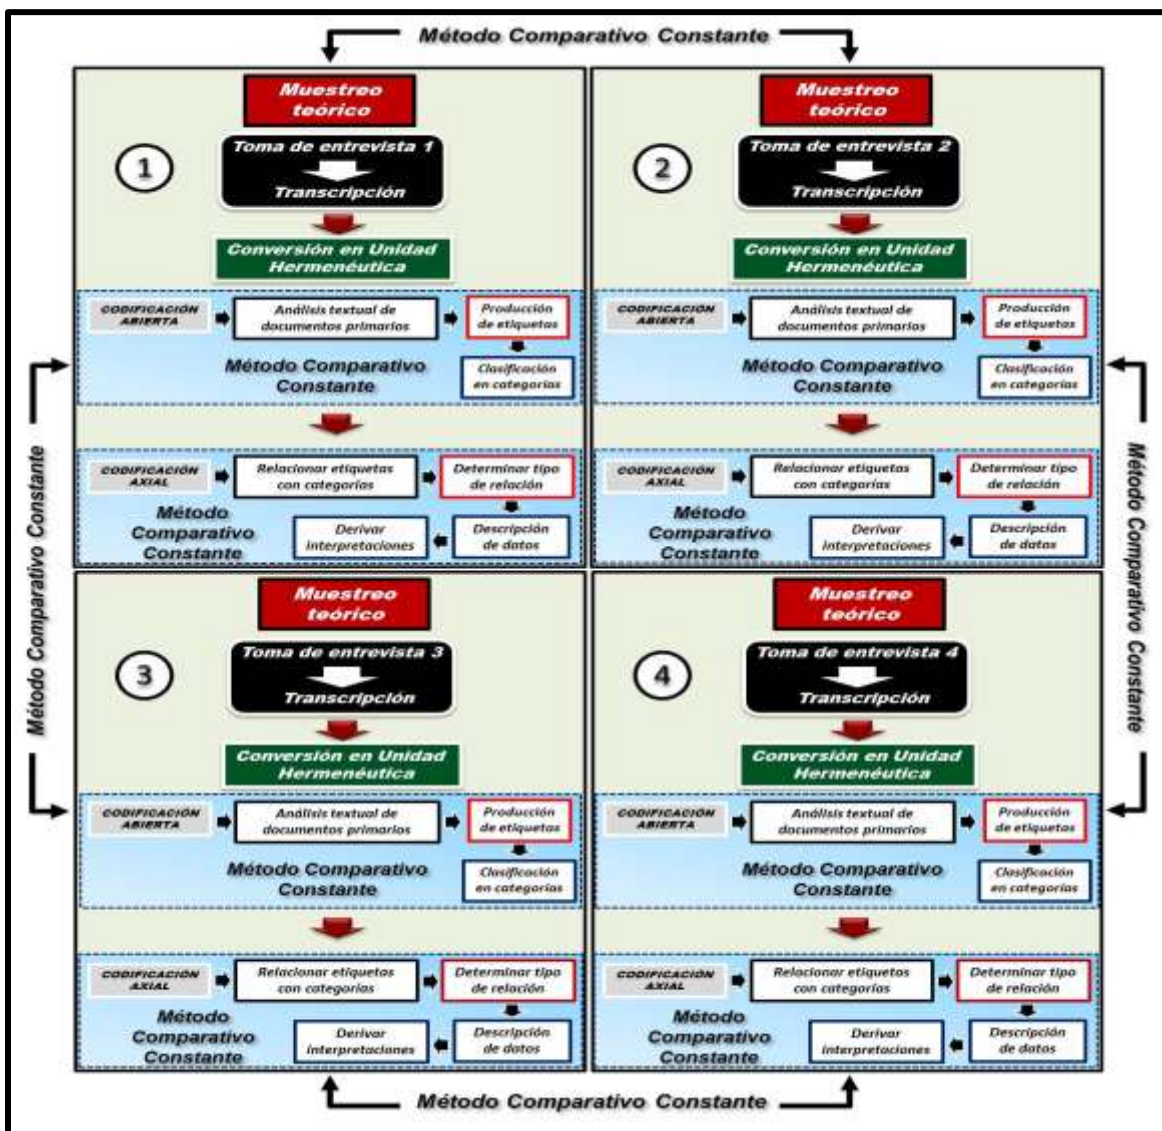 Método Comparativo Constante
Muestreo
teórico
1
Toma de entrevista 1
Transcripción
Conversión en Unidad
Hermenéutica
CODIFICACIÓN
ABIERTA
Análisis textual de
documentos primarios
Producción
de etiquetas
Método Comparativo
Constante
Clasificación
en categorías
CODIFICACIÓN
AXIAL
Relacionar etiquetas
con categorías
Determinar tipo
de relación
Método
Comparativo
Constante
Derivar
interpretaciones
Descripción
de datos
Muestreo
teórico
2
Toma de entrevista 2
Transcripción
Conversión en Unidad
Hermenéutica
CODIFICACIÓN
ABIERTA
Análisis textual de
documentos primarios
Producción
de etiquetas
Método Comparativo
Constante
Clasificación
en categorías
CODIFICACIÓN
AXIAL
Relacionar etiquetas
con categorías
Determinar tipo
de relación
Método
Comparativo
Constante
Derivar
interpretaciones
Descripción
de datos
Método Comparativo Constante
Método Comparativo Constante
Muestreo
teórico
3
Toma de entrevista 3
Transcripción
Conversión en Unidad
Hermenéutica
CODIFICACIÓN
ABIERTA
Análisis textual de
documentos primarios
Producción
de etiquetas
Método Comparativo
Constante
Clasificación
en categorías
CODIFICACIÓN
AXIAL
Relacionar etiquetas
con categorías
Determinar tipo
de relación
Método
Comparativo
Constante
Derivar
interpretaciones
Descripción
de datos
Muestreo
teórico
4
Toma de entrevista 4
Transcripción
Conversión en Unidad
Hermenéutica
CODIFICACIÓN
ABIERTA
Análisis textual de
documentos primarios
Producción
de etiquetas
Método Comparativo
Constante
Clasificación
en categorías
CODIFICACIÓN
AXIAL
Relacionar etiquetas
con categorías
Determinar tipo
de relación
Método
Comparativo
Constante
Derivar
interpretaciones
Descripción
de datos
Método Comparativo Constante